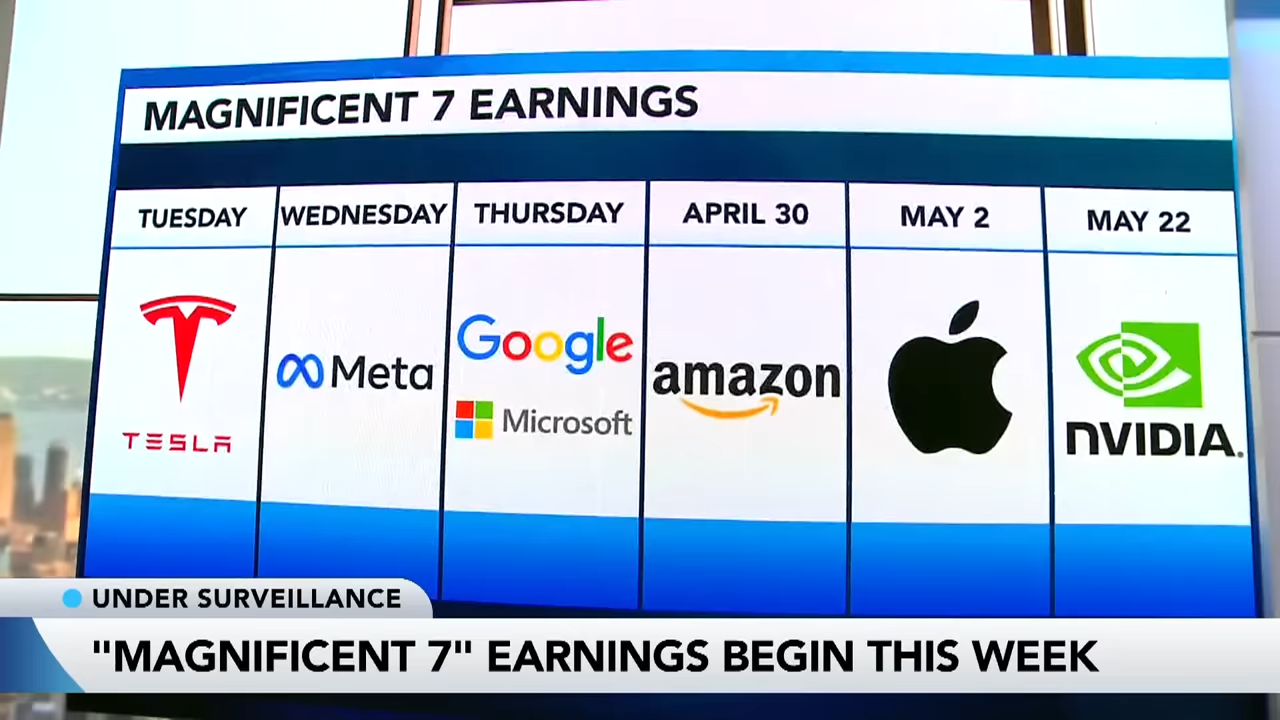 MAGNIFICENT 7 EARNINGS
TUESDAY
WEDNESDAY
THURSDAY
APRIL 30
MAY 2
MAY 22
TESLA
Meta
Google
Microsoft
amazon
NVIDIA.
UNDER SURVEILLANCE
"MAGNIFICENT 7" EARNINGS BEGIN THIS WEEK